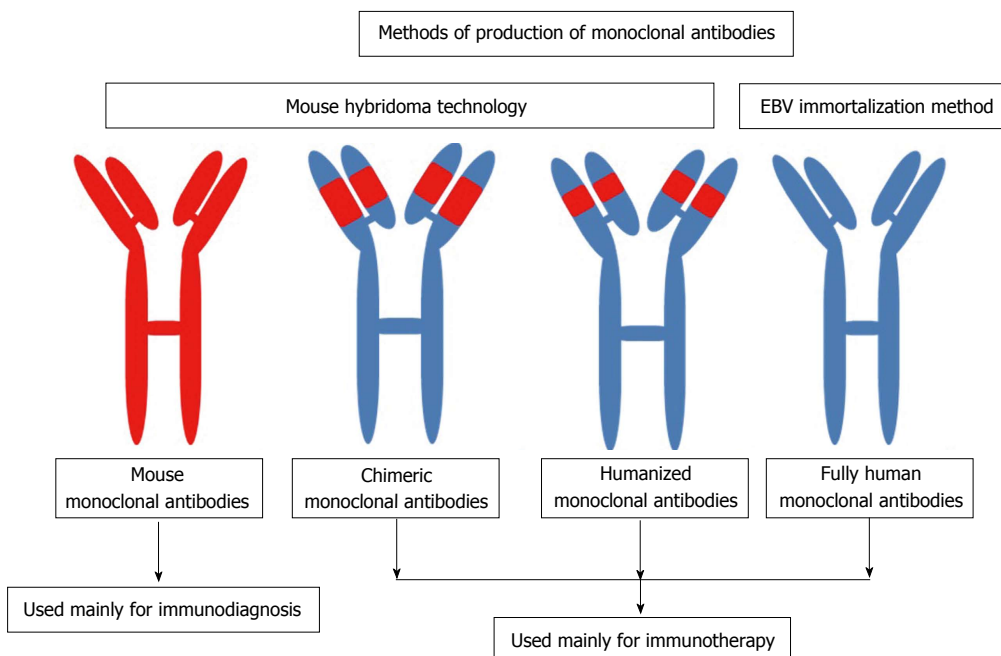 Methods of production of monoclonal antibodies
Mouse hybridoma technology
EBV immortalization method
Mouse
monoclonal antibodies
Chimeric
monoclonal antibodies
Humanized
monoclonal antibodies
Fully human
monoclonal antibodies
Used mainly for immunodiagnosis
Used mainly for immunotherapy